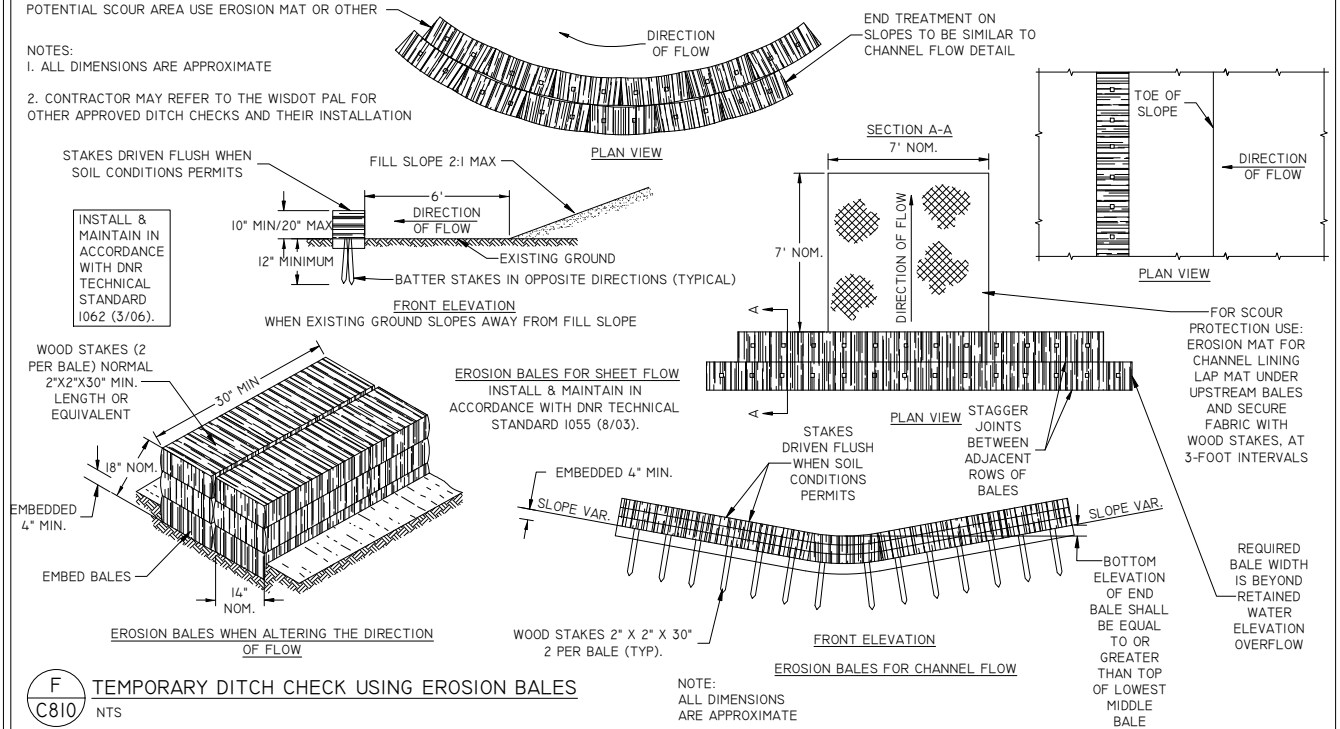 POTENTIAL SCOUR AREA USE EROSION MAT OR OTHER
NOTES:
1. ALL DIMENSIONS ARE APPROXIMATE
2. CONTRACTOR MAY REFER TO THE WISDOT PAL FOR
OTHER APPROVED DITCH CHECKS AND THEIR INSTALLATION
DIRECTION
OF FLOW
END TREATMENT ON
SLOPES TO BE SIMILAR TO
CHANNEL FLOW DETAIL
PLAN VIEW
STAKES DRIVEN FLUSH WHEN
SOIL CONDITIONS PERMITS
FILL SLOPE 2:1 MAX
6'
DIRECTION
OF FLOW
10" MIN/20" MAX
12" MINIMUM
EXISTING GROUND
BATTER STAKES IN OPPOSITE DIRECTIONS (TYPICAL)
FRONT ELEVATION
WHEN EXISTING GROUND SLOPES AWAY FROM FILL SLOPE
INSTALL &
MAINTAIN IN
ACCORDANCE
WITH DNR
TECHNICAL
STANDARD
1062 (3/06).
SECTION A-A
7' NOM.
7' NOM.
DIRECTION OF FLOW
A
A
TOE OF
SLOPE
DIRECTION
OF FLOW
PLAN VIEW
FOR SCOUR
PROTECTION USE:
EROSION MAT FOR
CHANNEL LINING
LAP MAT UNDER
UPSTREAM BALES
AND SECURE
FABRIC WITH
WOOD STAKES, AT
3-FOOT INTERVALS
WOOD STAKES (2
PER BALE) NORMAL
2"X2"X30" MIN.
LENGTH OR
EQUIVALENT
30" MIN
18" NOM.
EMBEDDED
4" MIN.
EMBED BALES
14"
NOM.
EROSION BALES WHEN ALTERING THE DIRECTION
OF FLOW
EROSION BALES FOR SHEET FLOW
INSTALL & MAINTAIN IN
ACCORDANCE WITH DNR TECHNICAL
STANDARD 1055 (8/03).
PLAN VIEW
STAGGER
JOINTS
BETWEEN
ADJACENT
ROWS OF
BALES
STAKES
DRIVEN FLUSH
WHEN SOIL
CONDITIONS
PERMITS
EMBEDDED 4" MIN.
SLOPE VAR.
SLOPE VAR.
BOTTOM
ELEVATION
OF END
BALE SHALL
BE EQUAL
TO OR
GREATER
THAN TOP
OF LOWEST
MIDDLE
BALE
REQUIRED
BALE WIDTH
IS BEYOND
RETAINED
WATER
ELEVATION
OVERFLOW
WOOD STAKES 2" X 2" X 30"
2 PER BALE (TYP).
FRONT ELEVATION
EROSION BALES FOR CHANNEL FLOW
NOTE:
ALL DIMENSIONS
ARE APPROXIMATE
F
C810
TEMPORARY DITCH CHECK USING EROSION BALES
NTS